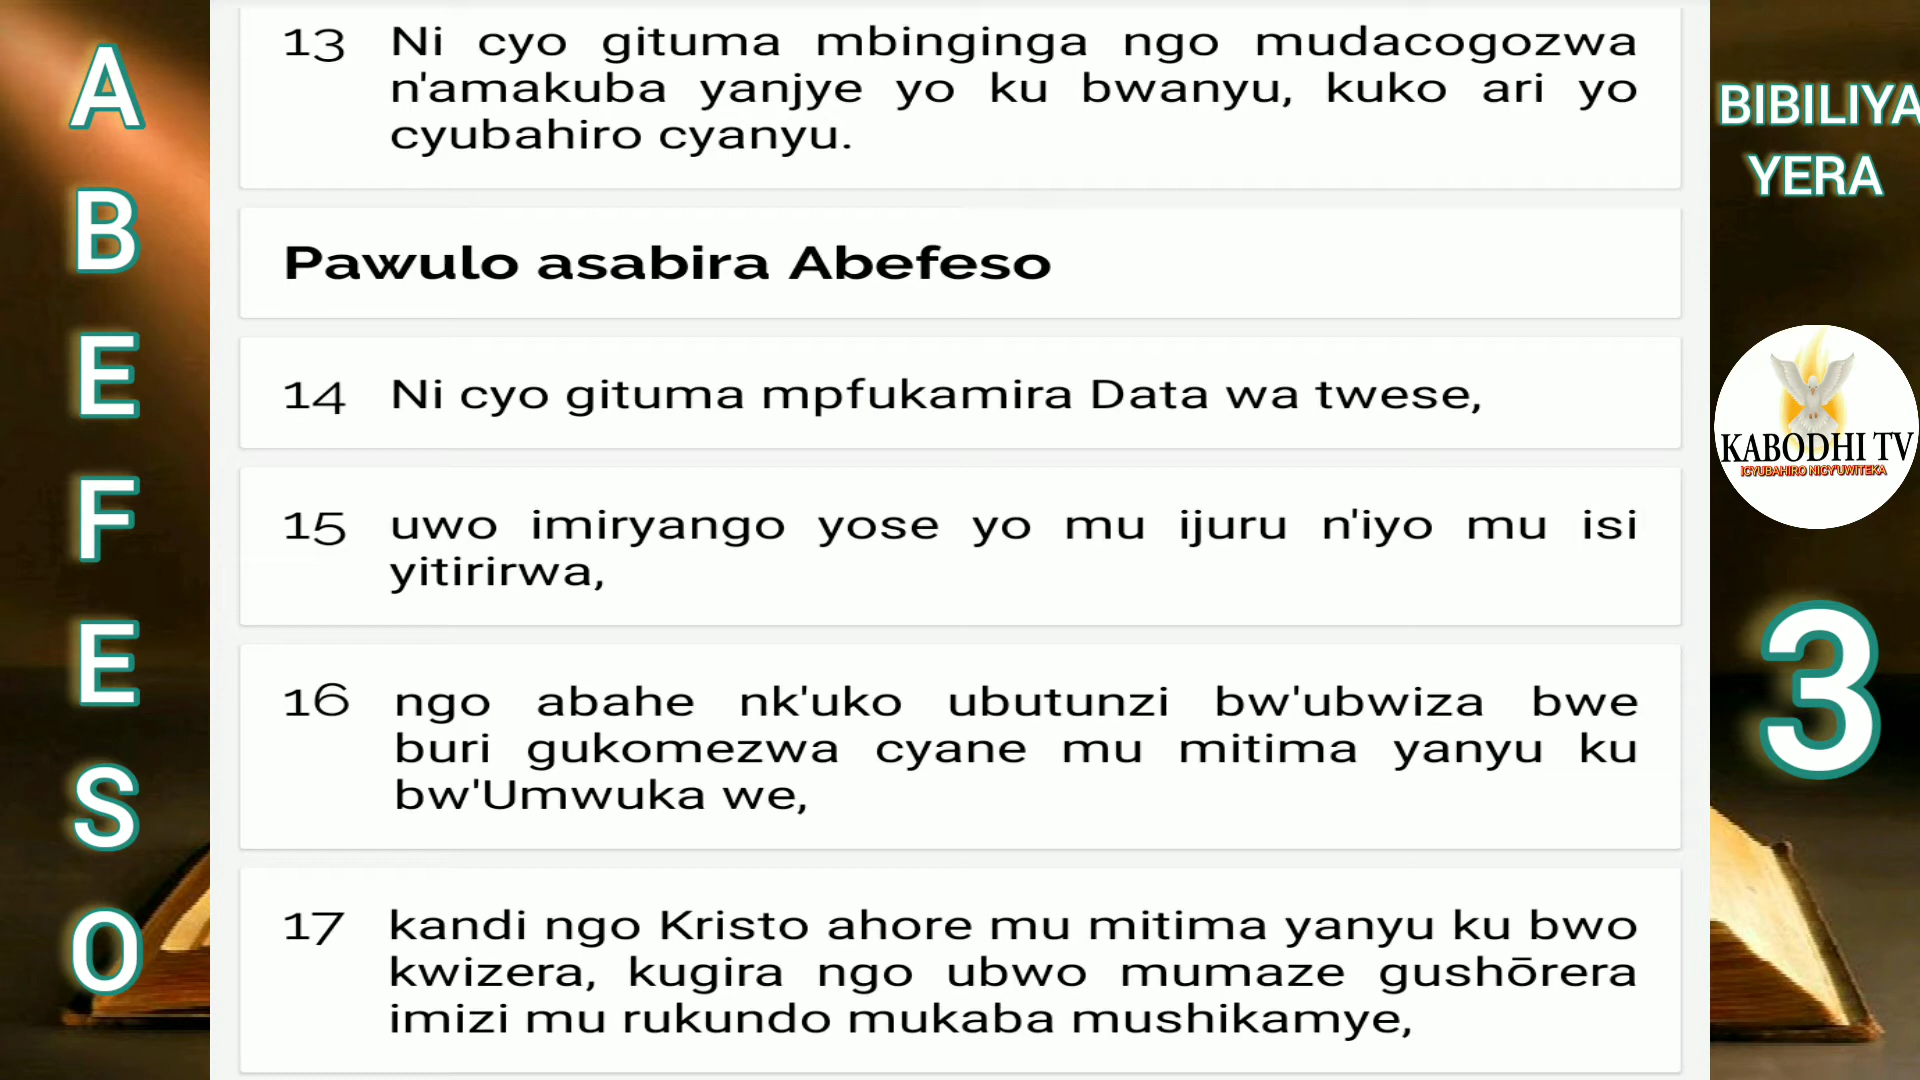 ABEFESO
13 Ni cyo gituma mbinginga ngo mudacogozwa
n'amakuba yanjye yo ku bwanyu, kuko ari yo
cyubahiro cyanyu.
Pawulo asabira Abefeso
14 Ni cyo gituma mpfukamira Data wa twese,
15 uwo imiryango yose yo mu ijuru n'iyo mu isi
yitirirwa,
16 ngo abahe nk'uko ubutunzi bw'ubwiza bwe
buri gukomezwa cyane mu mitima yanyu ku
bw'Umwuka we,
17 kandi ngo Kristo ahore mu mitima yanyu ku bwo
kwizera, kugira ngo ubwo mumaze gushōrera
imizi mu rukundo mukaba mushikamye,
BIBILIYA
YERA
KABODHI TV
ICYUBAHIRO NICY'UWITEKA
3